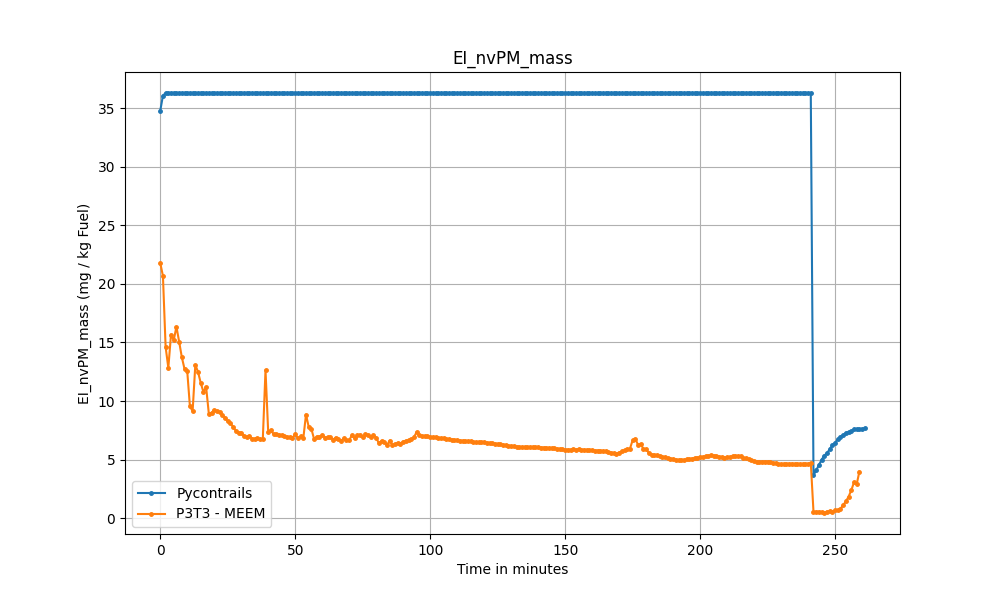 EI_nvPM_mass
EI_nvPM_mass (mg / kg Fuel)
35
30
25
20
15
10
5
0
Pycontrails
P3T3 - MEEM
0 50 100 150 200 250
Time in minutes